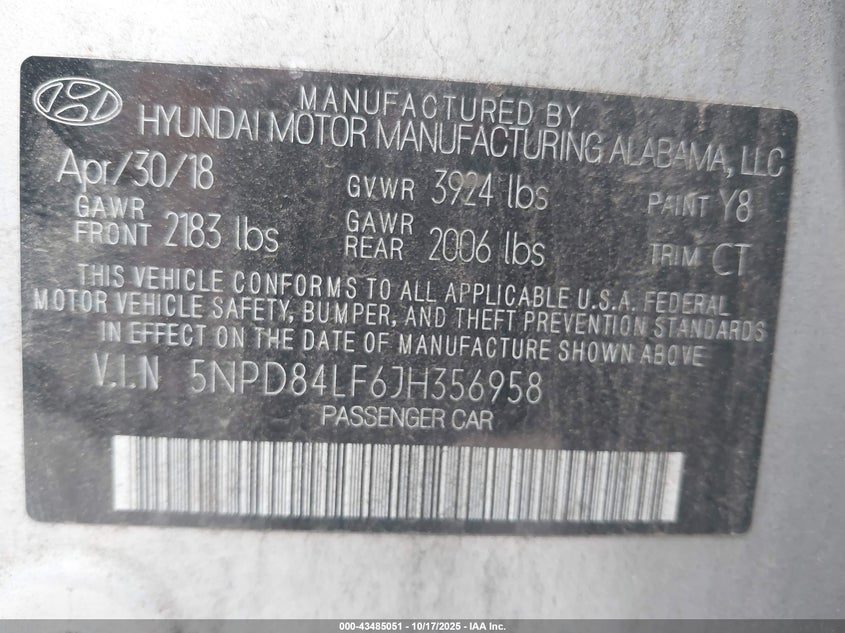 MANUFACTURED BY
HYUNDAI MOTOR MANUFACTURING ALABAMA, LLC
Apr/30/18 GVWR 3924 lbs PAINT Y8
GAWR FRONT 2183 lbs GAWR REAR 2006 lbs TRIM CT
THIS VEHICLE CONFORMS TO ALL APPLICABLE U.S.A. FEDERAL
MOTOR VEHICLE SAFETY, BUMPER, AND THEFT PREVENTION STANDARDS
IN EFFECT ON THE DATE OF MANUFACTURE SHOWN ABOVE
V.I.N 5NPD84LF6JH356958
PASSENGER CAR
000-43485051 - 10/17/2025 - IAA Inc.